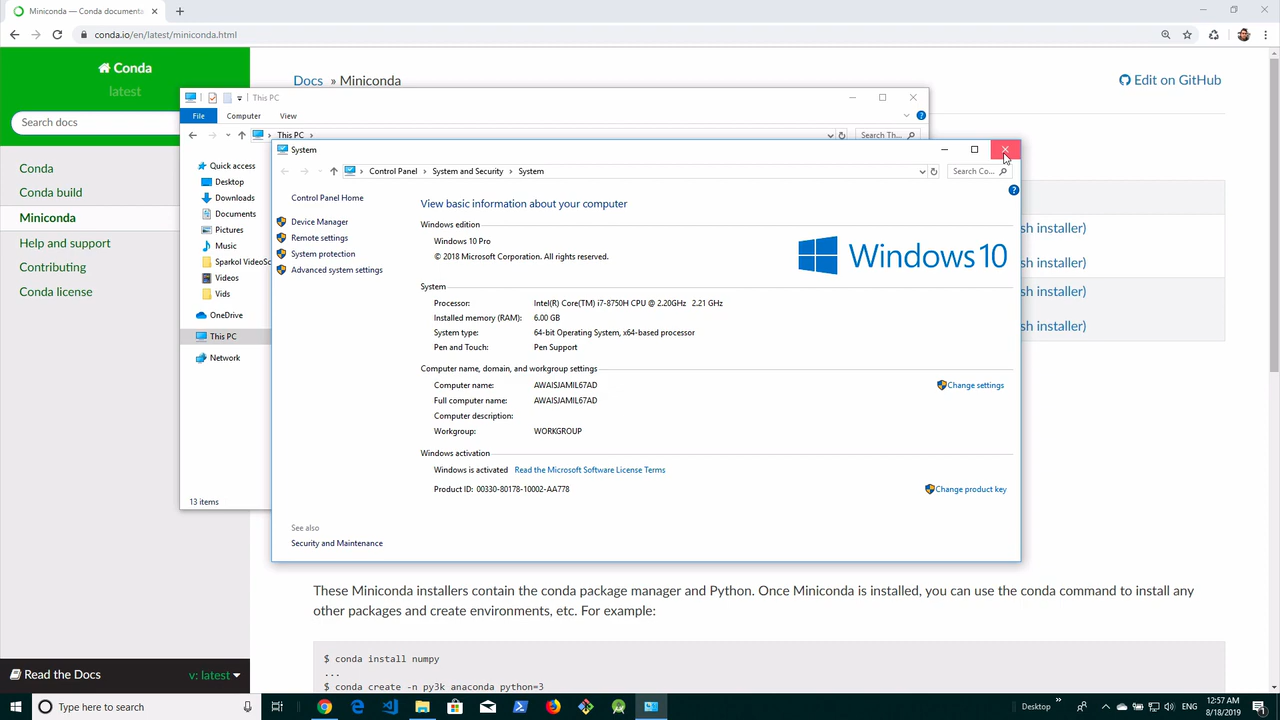 Miniconda — Conda documenta
conda.io/en/latest/miniconda.html
Conda
latest
Search docs
Conda
Conda build
Miniconda
Help and support
Contributing
Conda license
Read the Docs
v: latest
Docs » Miniconda
Edit on GitHub
This PC
File Computer View
This PC
Search Th...
Quick access
Desktop
Downloads
Documents
Pictures
Music
Sparkol VideoSc
Videos
Vids
OneDrive
This PC
Network
13 items
System
Control Panel System and Security System
Search Co...
Control Panel Home
Device Manager
Remote settings
System protection
Advanced system settings
See also
Security and Maintenance
View basic information about your computer
Windows edition
Windows 10 Pro
© 2018 Microsoft Corporation. All rights reserved.
Windows 10
System
Processor: Intel(R) Core(TM) i7-8750H CPU @ 2.20GHz 2.21 GHz
Installed memory (RAM): 6.00 GB
System type: 64-bit Operating System, x64-based processor
Pen and Touch: Pen Support
Computer name, domain, and workgroup settings
Computer name: AWAISJAMIL67AD
Change settings
Full computer name: AWAISJAMIL67AD
Computer description:
Workgroup: WORKGROUP
Windows activation
Windows is activated Read the Microsoft Software License Terms
Product ID: 00330-80178-10002-AA778
Change product key
sh installer)
sh installer)
sh installer)
sh installer)
These Miniconda installers contain the conda package manager and Python. Once Miniconda is installed, you can use the conda command to install any
other packages and create environments, etc. For example:
$ conda install numpy
...
$ conda create -n py3k anaconda python=3
Type here to search
Desktop
ENG
12:57 AM
8/18/2019
1